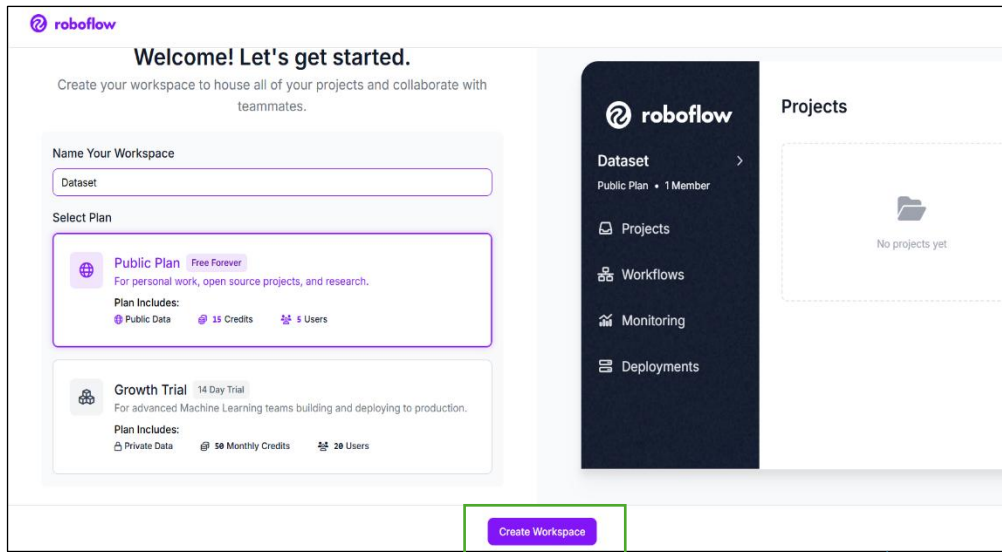 roboflow
Welcome! Let's get started.
Create your workspace to house all of your projects and collaborate with
teammates.
Name Your Workspace
Dataset
Select Plan
Public Plan Free Forever
For personal work, open source projects, and research.
Plan Includes:
Public Data 15 Credits 5 Users
Growth Trial 14 Day Trial
For advanced Machine Learning teams building and deploying to production.
Plan Includes:
Private Data 50 Monthly Credits 20 Users
roboflow
Dataset
Public Plan • 1 Member
Projects
Workflows
Monitoring
Deployments
Projects
No projects yet
Create Workspace